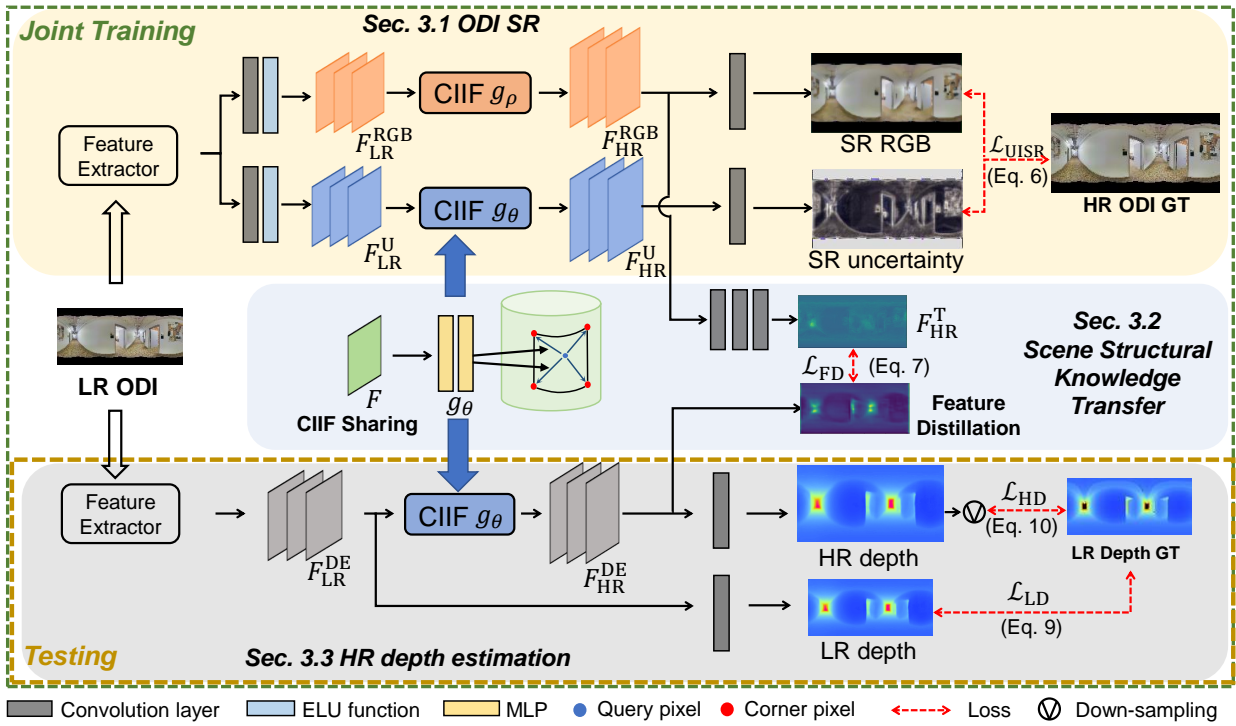 Joint Training
Sec. 3.1 ODI SR
Feature
Extractor
F_LR^RGB
CIIF g_ρ
F_HR^RGB
SR RGB
F_LR^U
CIIF g_θ
F_HR^U
SR uncertainty
ℒ_UISR
(Eq. 6)
HR ODI GT
LR ODI
F
CIIF Sharing
g_θ
F_HR^T
ℒ_FD
(Eq. 7)
Feature
Distillation
Sec. 3.2
Scene Structural
Knowledge
Transfer
Feature
Extractor
F_LR^DE
CIIF g_θ
F_HR^DE
HR depth
ℒ_HD
(Eq. 10)
LR Depth GT
LR depth
ℒ_LD
(Eq. 9)
Testing
Sec. 3.3 HR depth estimation
Convolution layer
ELU function
MLP
Query pixel
Corner pixel
Loss
Down-sampling